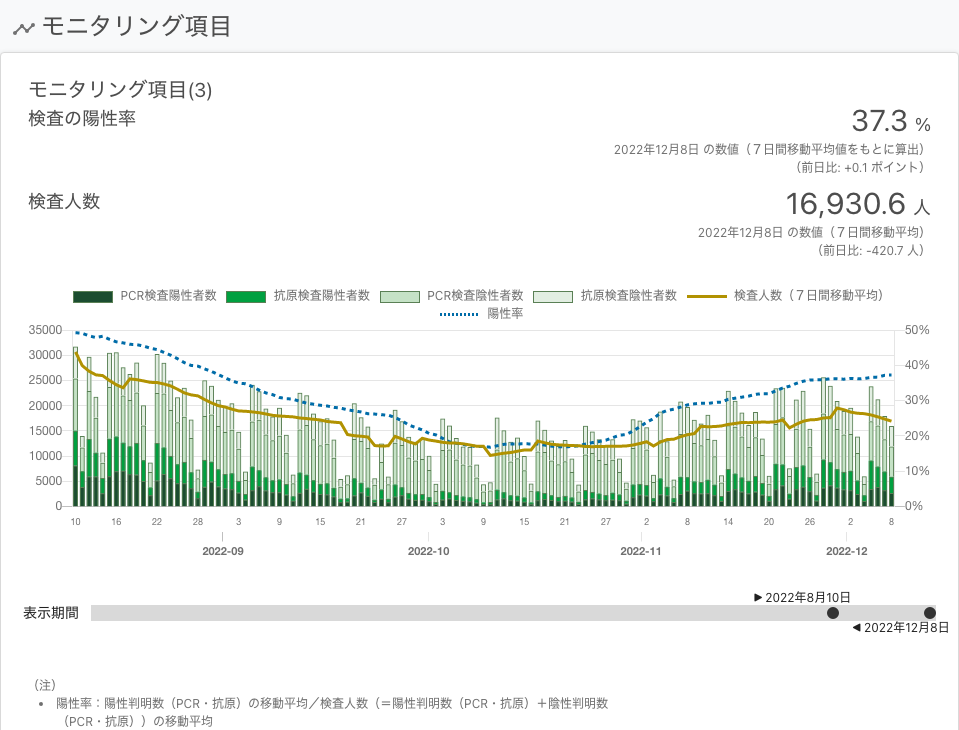 モニタリング項目
モニタリング項目(3)
検査の陽性率
37.3 %
2022年12月8日 の数値（７日間移動平均値をもとに算出）
（前日比: +0.1 ポイント）
検査人数
16,930.6 人
2022年12月8日 の数値（７日間移動平均）
（前日比: -420.7 人）
PCR検査陽性者数 抗原検査陽性者数 PCR検査陰性者数 抗原検査陰性者数 検査人数（７日間移動平均）
陽性率
35000 50%
30000 40%
25000
20000 30%
15000 20%
10000
5000 10%
0 0%
10 16 22 28 3 9 15 21 27 3 9 15 21 27 2 8 14 20 26 2 8
2022-09 2022-10 2022-11 2022-12
▶ 2022年8月10日
表示期間
◀ 2022年12月8日
（注）
• 陽性率：陽性判明数（PCR・抗原）の移動平均／検査人数（＝陽性判明数（PCR・抗原）＋陰性判明数
（PCR・抗原））の移動平均